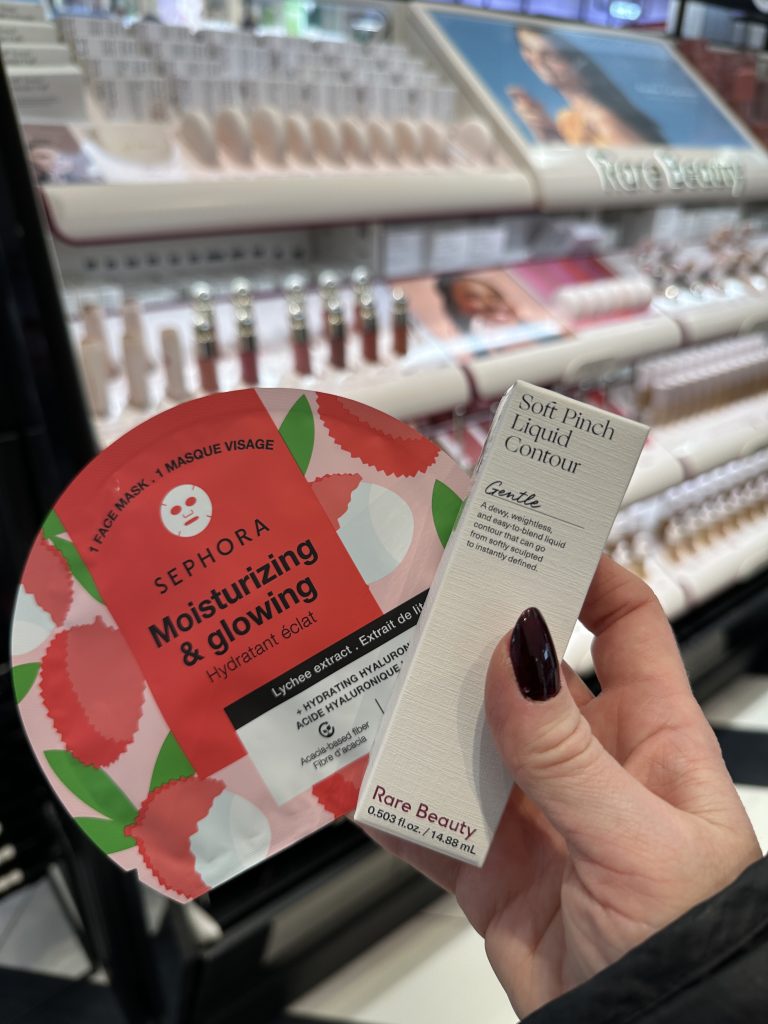 Rare Beauty
1 FACE MASK . 1 MASQUE VISAGE
SEPHORA
Moisturizing
& glowing
Hydratant éclat
Lychee extract . Extrait de
+ HYDRATING
ACIDE HYALURONIQUE
Acacia-based fiber
Fibre d'acacia
Soft Pinch
Liquid
Contour
Gentle
A dewy, weightless,
and easy-to-blend liquid
contour that can go
from softly sculpted
to instantly defined.
Rare Beauty
0.503 fl.oz. / 14.88 mL